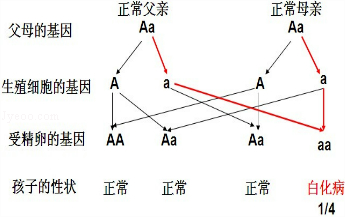 正常父亲 正常母亲
父母的基因 Aa Aa
生殖细胞的基因 A a A a
受精卵的基因 AA Aa Aa aa
孩子的性状 正常 正常 正常 白化病
1/4